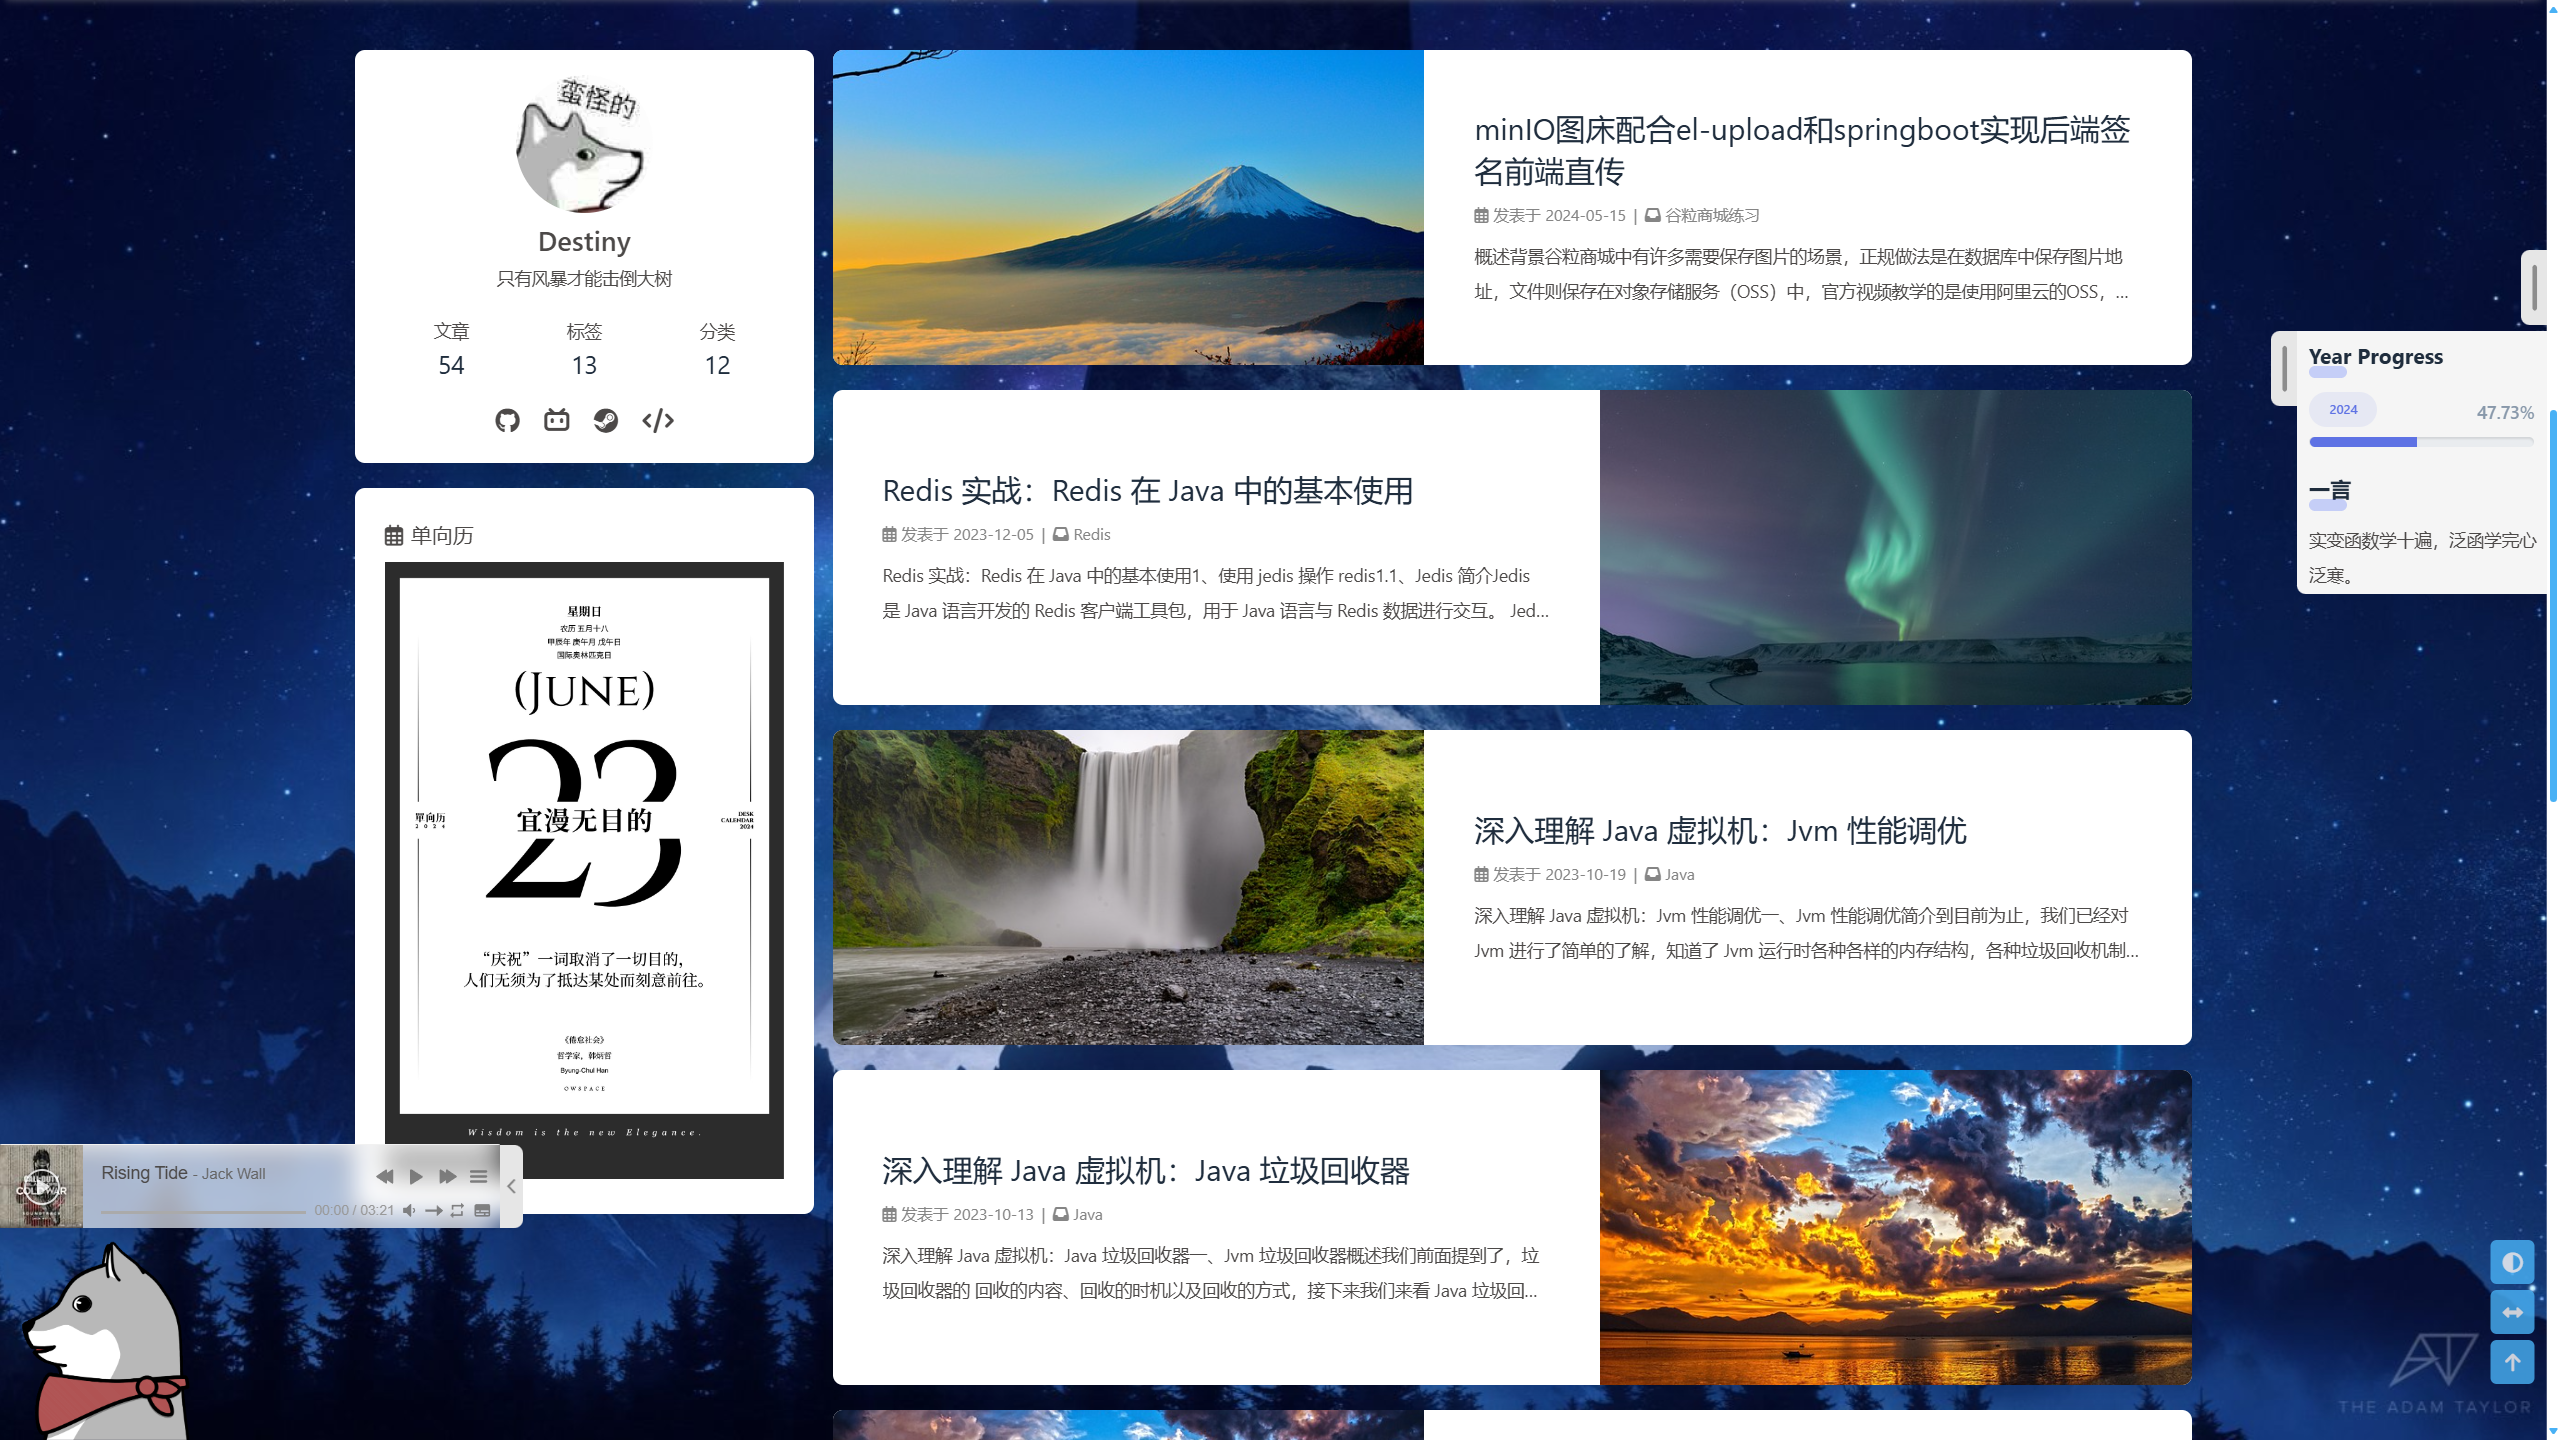 蛮怪的
Destiny
只有风暴才能击倒大树
文章
54
标签
13
分类
12
单向历
星期日
农历 五月十八
甲辰年 庚午月 戊午日
国际奥林匹克日
(JUNE)
23
宜漫无目的
單向历
2024
DESK
CALENDAR
2024
“庆祝”一词取消了一切目的，
人们无须为了抵达某处而刻意前往。
《倦怠社会》
哲学家，韩炳哲
Byung-Chul Han
OWSPACE
Wisdom is the new Elegance.
Rising Tide - Jack Wall
00:00 / 03:21
minIO图床配合el-upload和springboot实现后端签
名前端直传
发表于 2024-05-15 | 谷粒商城练习
概述背景谷粒商城中有许多需要保存图片的场景，正规做法是在数据库中保存图片地
址，文件则保存在对象存储服务（OSS）中，官方视频教学的是使用阿里云的OSS，...
Redis 实战：Redis 在 Java 中的基本使用
发表于 2023-12-05 | Redis
Redis 实战：Redis 在 Java 中的基本使用1、使用 jedis 操作 redis1.1、Jedis 简介Jedis
是 Java 语言开发的 Redis 客户端工具包，用于 Java 语言与 Redis 数据进行交互。 Jed...
深入理解 Java 虚拟机：Jvm 性能调优
发表于 2023-10-19 | Java
深入理解 Java 虚拟机：Jvm 性能调优一、Jvm 性能调优简介到目前为止，我们已经对
Jvm 进行了简单的了解，知道了 Jvm 运行时各种各样的内存结构，各种垃圾回收机制...
深入理解 Java 虚拟机：Java 垃圾回收器
发表于 2023-10-13 | Java
深入理解 Java 虚拟机：Java 垃圾回收器一、Jvm 垃圾回收器概述我们前面提到了，垃
圾回收器的 回收的内容、回收的时机以及回收的方式，接下来我们来看 Java 垃圾回...
Year Progress
2024
47.73%
一言
实变函数学十遍，泛函学完心
泛寒。
THE ADAM TAYLOR